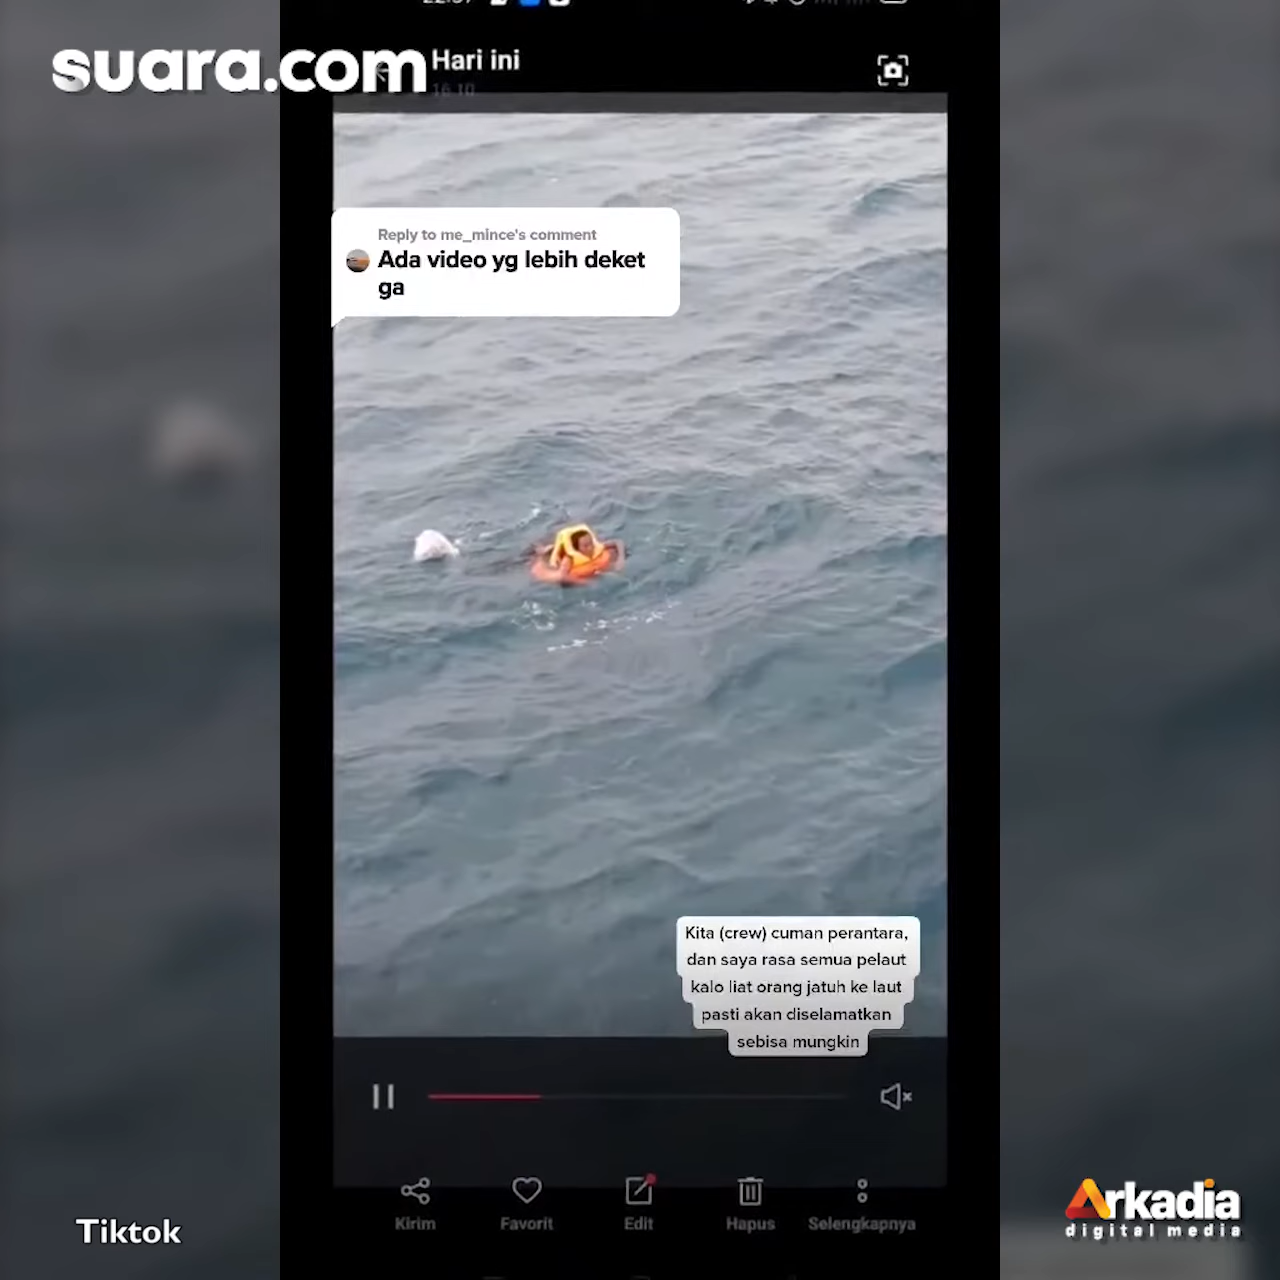 suara.com
Hari ini
16.10
Reply to me_mince's comment
Ada video yg lebih deket
ga
Kita (crew) cuman perantara,
dan saya rasa semua pelaut
kalo liat orang jatuh ke laut
pasti akan diselamatkan
sebisa mungkin
Kirim
Favorit
Edit
Hapus
Selengkapnya
Tiktok
Arkadia
digital media